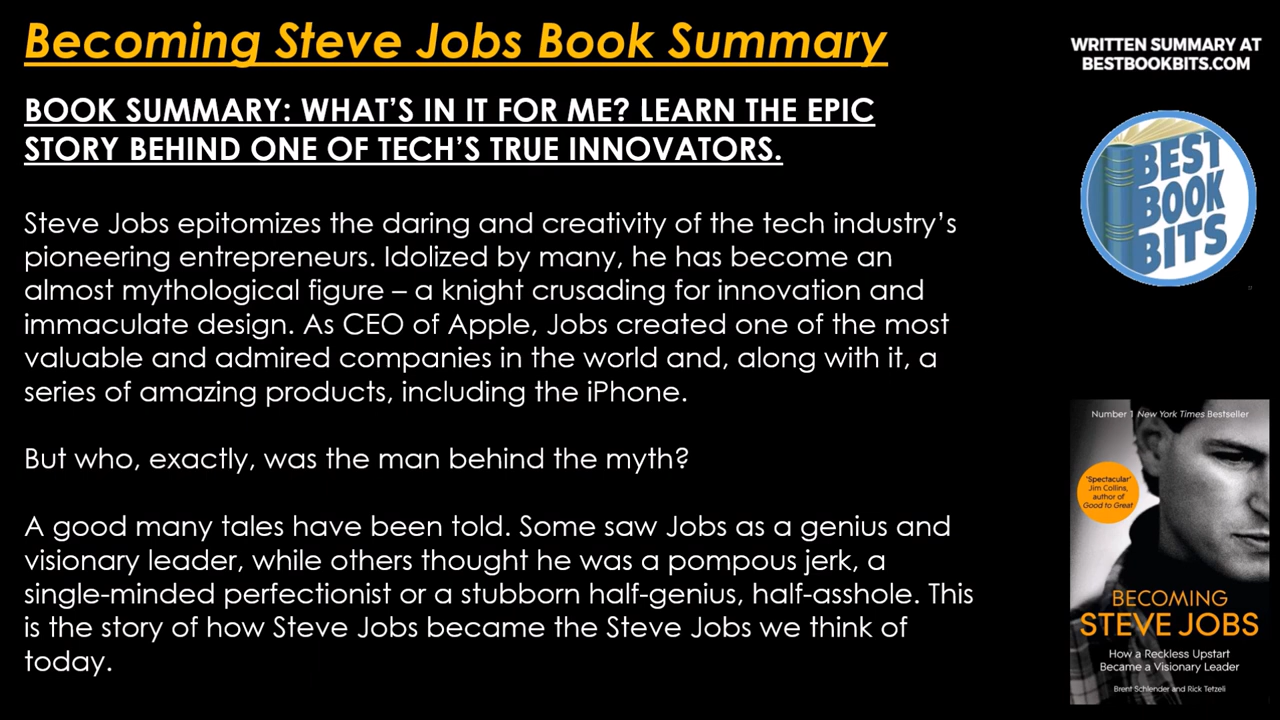 Becoming Steve Jobs Book Summary
WRITTEN SUMMARY AT
BESTBOOKBITS.COM
BOOK SUMMARY: WHAT’S IN IT FOR ME? LEARN THE EPIC
STORY BEHIND ONE OF TECH’S TRUE INNOVATORS.
BEST
BOOK
BITS
Steve Jobs epitomizes the daring and creativity of the tech industry’s
pioneering entrepreneurs. Idolized by many, he has become an
almost mythological figure – a knight crusading for innovation and
immaculate design. As CEO of Apple, Jobs created one of the most
valuable and admired companies in the world and, along with it, a
series of amazing products, including the iPhone.
But who, exactly, was the man behind the myth?
A good many tales have been told. Some saw Jobs as a genius and
visionary leader, while others thought he was a pompous jerk, a
single-minded perfectionist or a stubborn half-genius, half-asshole. This
is the story of how Steve Jobs became the Steve Jobs we think of
today.
Number 1 New York Times Bestseller
'Spectacular'
Jim Collins,
author of
Good to Great
BECOMING
STEVE JOBS
How a Reckless Upstart
Became a Visionary Leader
Brent Schlender and Rick Tetzeli